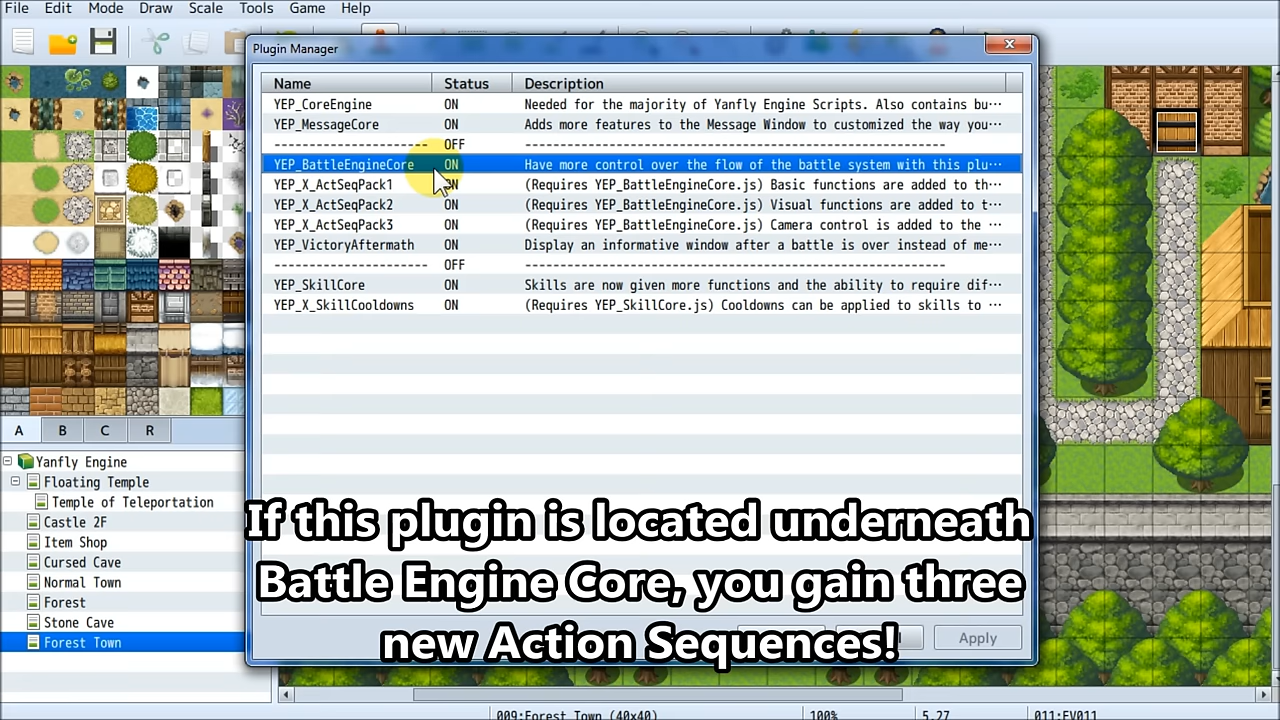 File Edit Mode Draw Scale Tools Game Help
Plugin Manager
Name Status Description
YEP_CoreEngine ON Needed for the majority of Yanfly Engine Scripts. Also contains bu⋯
YEP_MessageCore ON Adds more features to the Message Window to customized the
---------------------- OFF ------------------------------------------------------------
YEP_BattleEngineCore ON Have more control over the flow of the battle system with this plu⋯
YEP_X_ActSeqPack1 ON (Requires YEP_BattleEngineCore.js) Basic functions are added to th⋯
YEP_X_ActSeqPack2 ON (Requires YEP_BattleEngineCore.js) Visual functions are added to t⋯
YEP_X_ActSeqPack3 ON (Requires YEP_BattleEngineCore.js) Camera control is added to the ⋯
YEP_VictoryAftermath ON Display an informative window after a battle is over instead of me⋯
---------------------- OFF ------------------------------------------------------------
YEP_SkillCore ON Skills are now given more functions and the ability to require dif⋯
YEP_X_SkillCooldowns ON (Requires YEP_SkillCore.js) Cooldowns can be applied to skills to ⋯
A B C R
Yanfly Engine
Floating Temple
Temple of Teleportation
Castle 2F
Item Shop
Cursed Cave
Normal Town
Forest
Stone Cave
Forest Town
If this plugin is located underneath
Battle Engine Core, you gain three
new Action Sequences!
Apply
009:Forest Town (40x40) 100% 5,27 011:EV011